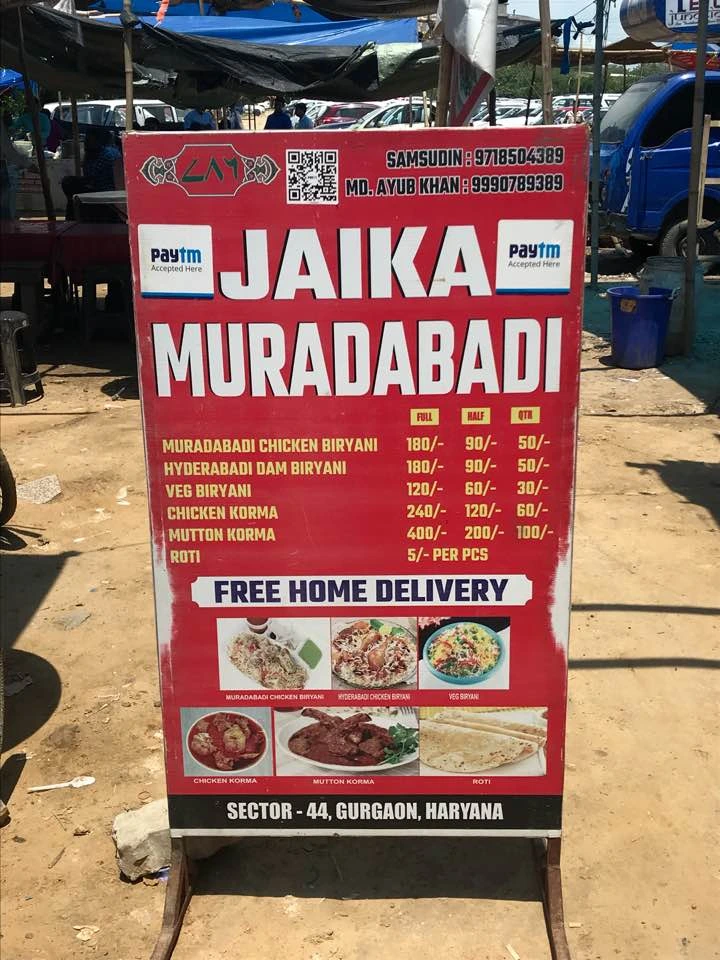 ۷۸۶
SAMSUDIN : 9718504389
MD. AYUB KHAN : 9990789389
paytm
Accepted Here
JAIKA
paytm
Accepted Here
MURADABADI
FULL HALF QTR
MURADABADI CHICKEN BIRYANI 180/- 90/- 50/-
HYDERABADI DAM BIRYANI 180/- 90/- 50/-
VEG BIRYANI 120/- 60/- 30/-
CHICKEN KORMA 240/- 120/- 60/-
MUTTON KORMA 400/- 200/- 100/-
ROTI 5/- PER PCS
FREE HOME DELIVERY
MURADABADI CHICKEN BIRYANI HYDERABADI CHICKEN BIRYANI VEG BIRYANI
CHICKEN KORMA MUTTON KORMA ROTI
SECTOR - 44, GURGAON, HARYANA